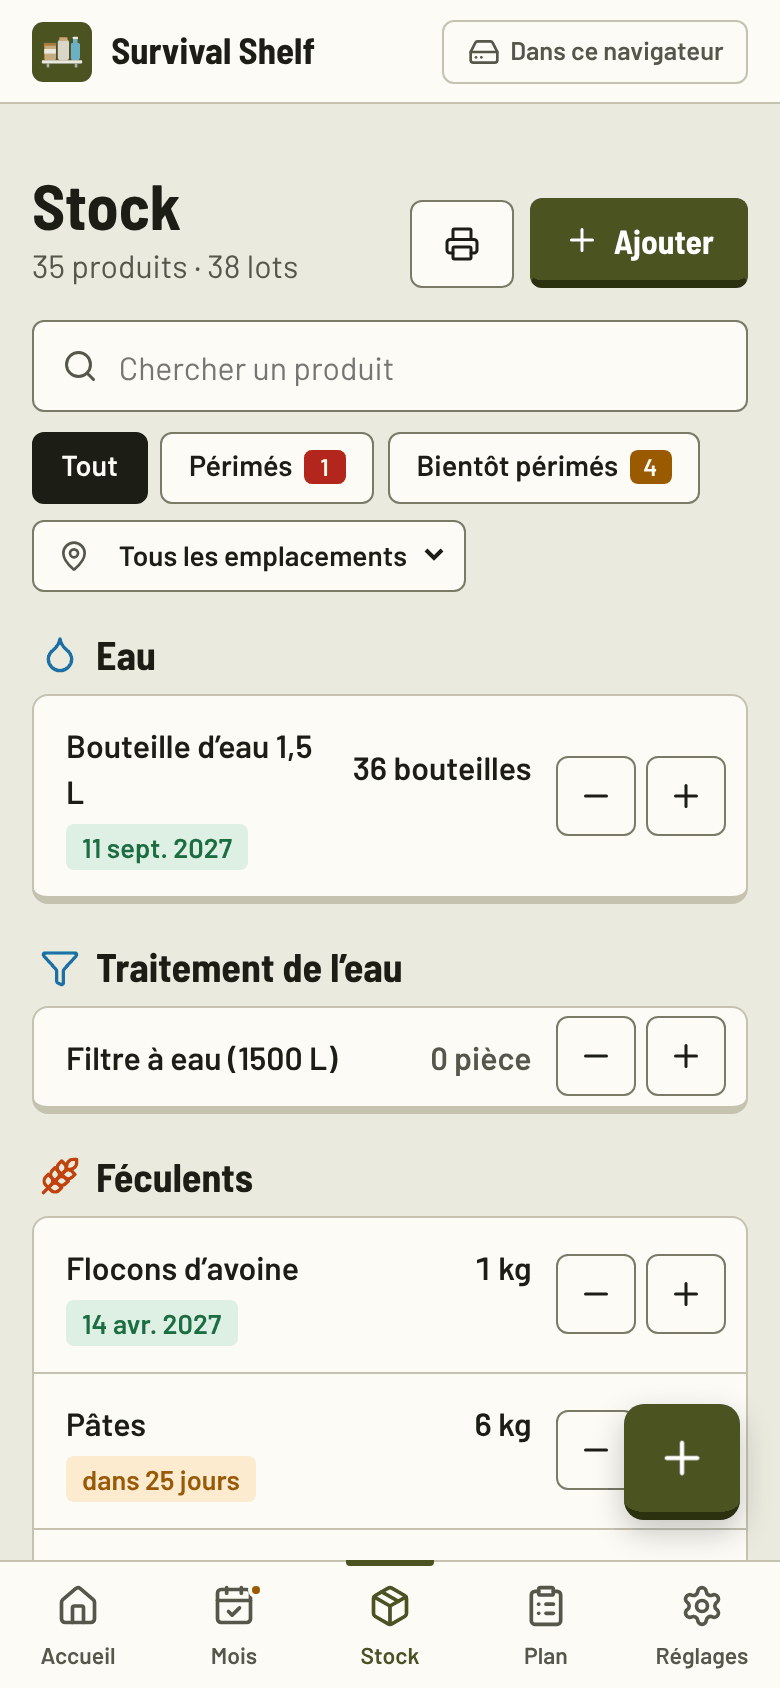 Survival Shelf
Dans ce navigateur
Stock
35 produits · 38 lots
Ajouter
Chercher un produit
Tout
Périmés 1
Bientôt périmés 4
Tous les emplacements
Eau
Bouteille d’eau 1,5
L
36 bouteilles
11 sept. 2027
Traitement de l’eau
Filtre à eau (1500 L)
0 pièce
Féculents
Flocons d’avoine
1 kg
14 avr. 2027
Pâtes
6 kg
dans 25 jours
Accueil
Mois
Stock
Plan
Réglages